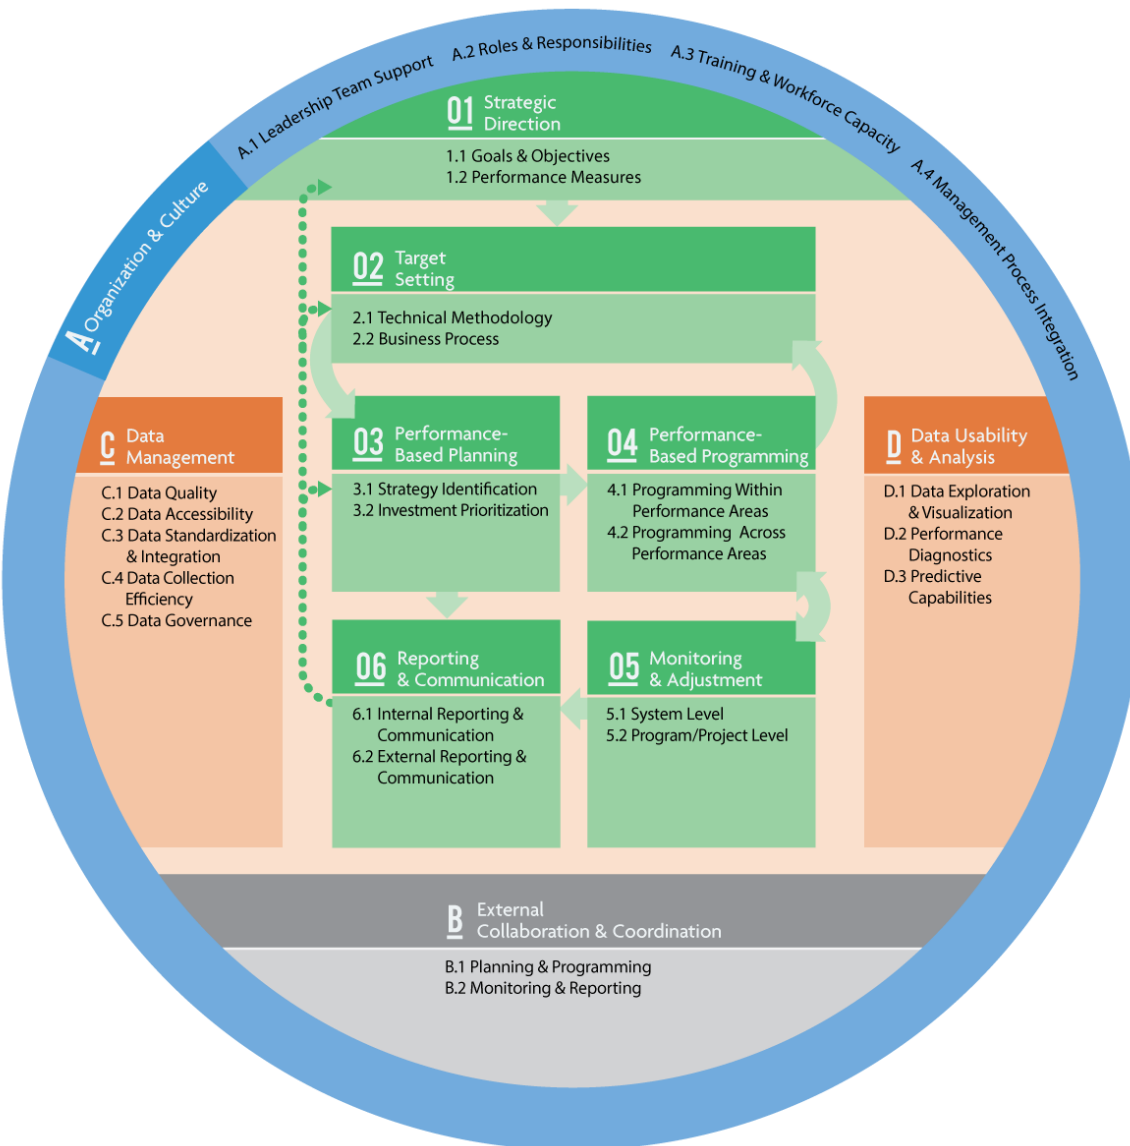 A Organization & Culture
A.1 Leadership Team Support
A.2 Roles & Responsibilities
A.3 Training & Workforce Capacity
A.4 Management Process Integration
01 Strategic
Direction
1.1 Goals & Objectives
1.2 Performance Measures
02 Target
Setting
2.1 Technical Methodology
2.2 Business Process
C Data
Management
C.1 Data Quality
C.2 Data Accessibility
C.3 Data Standardization
& Integration
C.4 Data Collection
Efficiency
C.5 Data Governance
03 Performance-
Based Planning
3.1 Strategy Identification
3.2 Investment Prioritization
04 Performance-
Based Programming
4.1 Programming Within
Performance Areas
4.2 Programming Across
Performance Areas
D Data Usability
& Analysis
D.1 Data Exploration
& Visualization
D.2 Performance
Diagnostics
D.3 Predictive
Capabilities
06 Reporting
& Communication
6.1 Internal Reporting &
Communication
6.2 External Reporting &
Communication
05 Monitoring
& Adjustment
5.1 System Level
5.2 Program/Project Level
B External
Collaboration & Coordination
B.1 Planning & Programming
B.2 Monitoring & Reporting